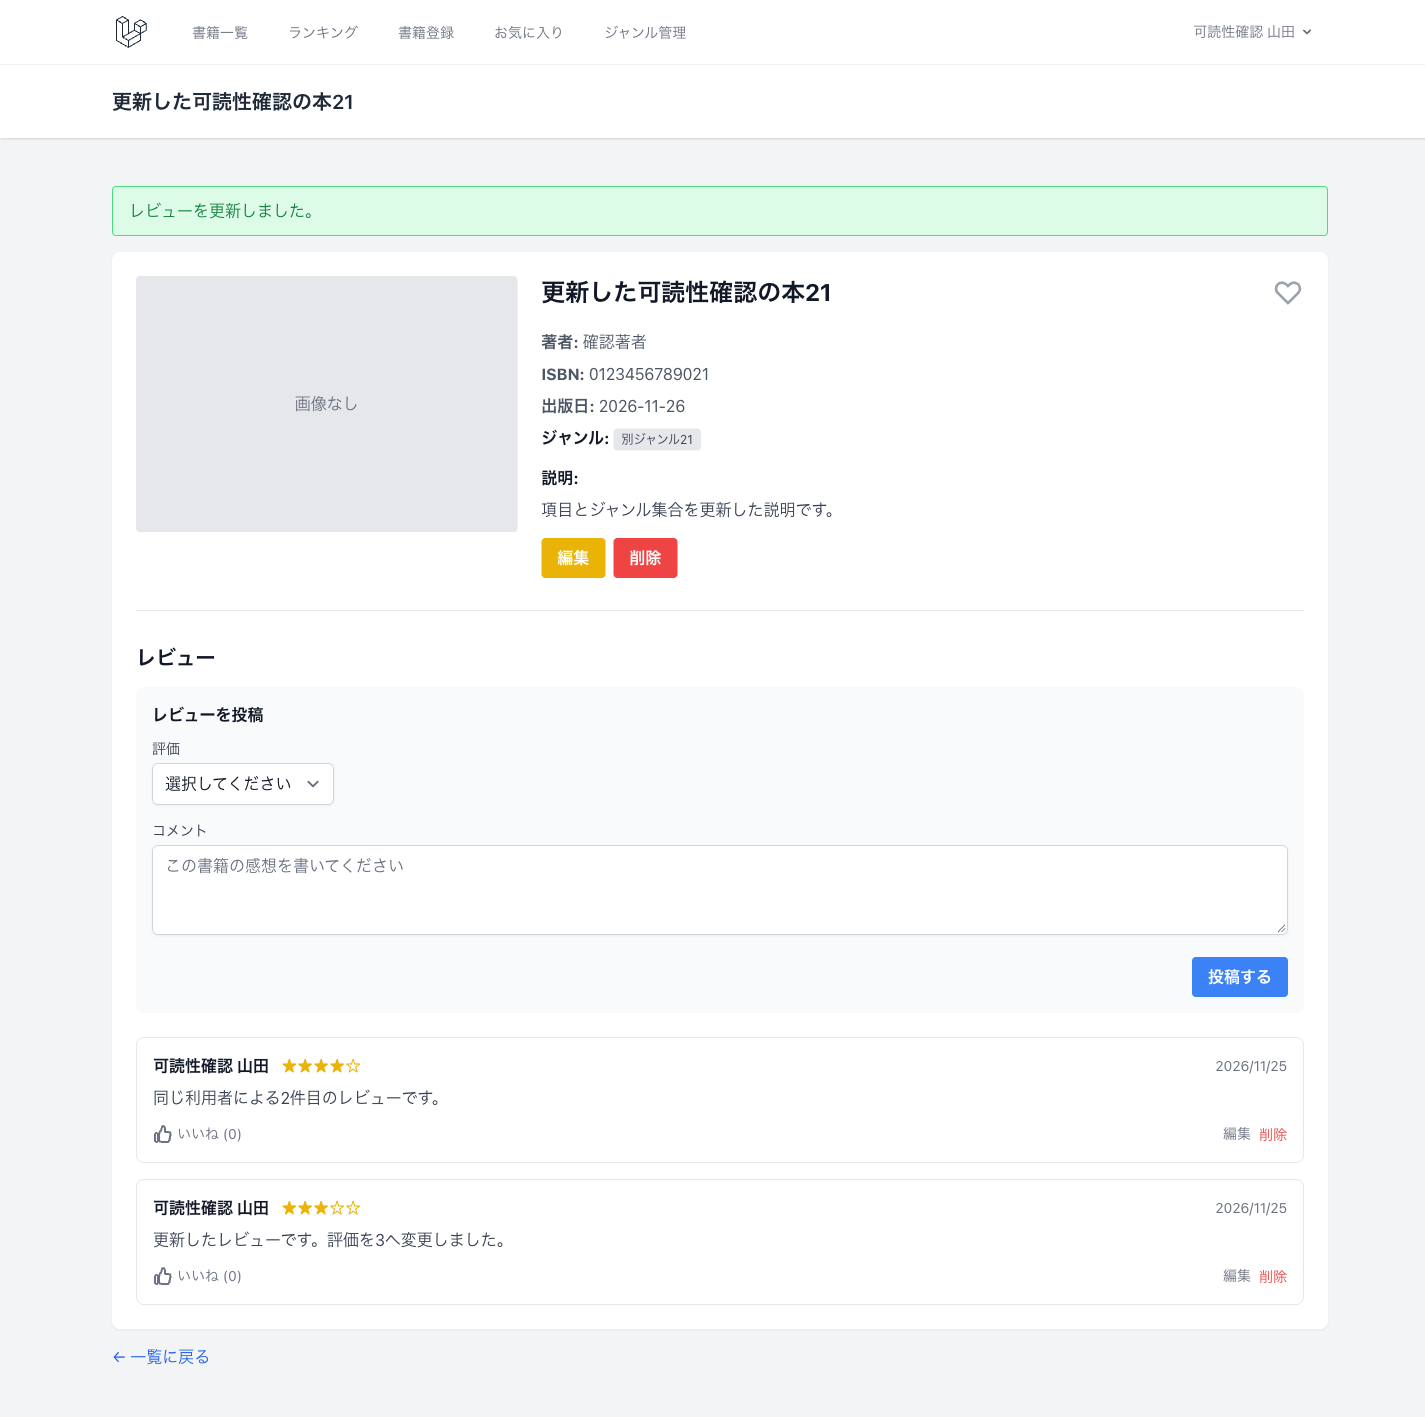 書籍一覧 ランキング 書籍登録 お気に入り ジャンル管理 可読性確認 山田
更新した可読性確認の本21
レビューを更新しました。
画像なし
更新した可読性確認の本21
著者: 確認著者
ISBN: 0123456789021
出版日: 2026-11-26
ジャンル: 別ジャンル21
説明:
項目とジャンル集合を更新した説明です。
編集 削除
レビュー
レビューを投稿
評価
選択してください
コメント
この書籍の感想を書いてください
投稿する
可読性確認 山田 ★★★★☆ 2026/11/25
同じ利用者による2件目のレビューです。
いいね (0) 編集 削除
可読性確認 山田 ★★★☆☆ 2026/11/25
更新したレビューです。評価を3へ変更しました。
いいね (0) 編集 削除
← 一覧に戻る